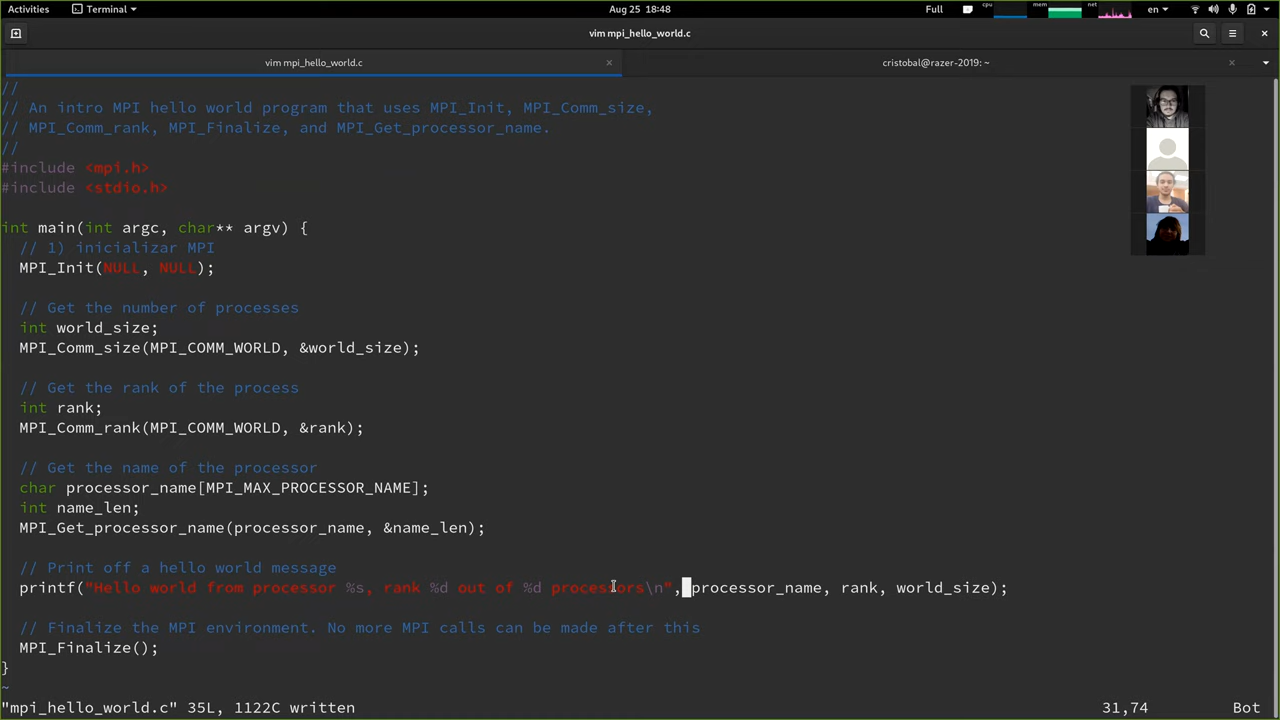 Activities Terminal Aug 25 18:48 Full cpu mem net en
vim mpi_hello_world.c
vim mpi_hello_world.c × cristobal@razer-2019: ~ ×
//
// An intro MPI hello world program that uses MPI_Init, MPI_Comm_size,
// MPI_Comm_rank, MPI_Finalize, and MPI_Get_processor_name.
//
#include <mpi.h>
#include <stdio.h>
int main(int argc, char** argv) {
// 1) inicializar MPI
MPI_Init(NULL, NULL);
// Get the number of processes
int world_size;
MPI_Comm_size(MPI_COMM_WORLD, &world_size);
// Get the rank of the process
int rank;
MPI_Comm_rank(MPI_COMM_WORLD, &rank);
// Get the name of the processor
char processor_name[MPI_MAX_PROCESSOR_NAME];
int name_len;
MPI_Get_processor_name(processor_name, &name_len);
// Print off a hello world message
printf("Hello world from processor %s, rank %d out of %d processors\n", processor_name, rank, world_size);
// Finalize the MPI environment. No more MPI calls can be made after this
MPI_Finalize();
}
~
"mpi_hello_world.c" 35L, 1122C written 31,74 Bot